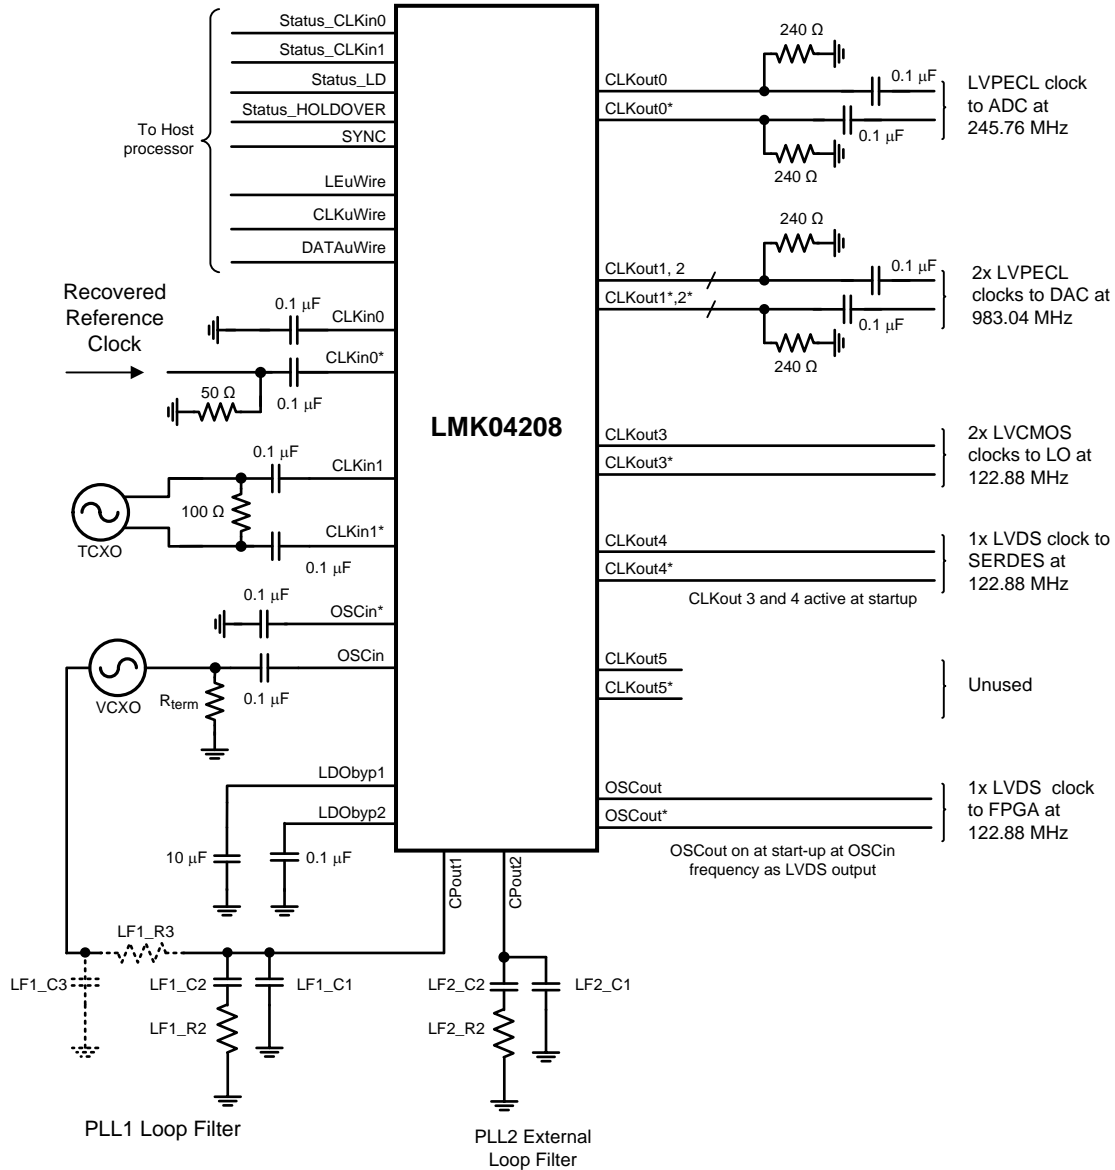 Status_CLKin0
Status_CLKin1
Status_LD
Status_HOLDOVER
SYNC
To Host
processor
LEuWire
CLKuWire
DATAuWire
Recovered
Reference
Clock
0.1 µF
CLKin0
CLKin0*
50 Ω
0.1 µF
0.1 µF
CLKin1
100 Ω
CLKin1*
TCXO
0.1 µF
0.1 µF
OSCin*
OSCin
VCXO
Rterm
0.1 µF
LDObyp1
LDObyp2
10 µF
0.1 µF
LMK04208
CPout1
CPout2
LF1_R3
LF1_C3
LF1_C2
LF1_C1
LF1_R2
LF2_C2
LF2_C1
LF2_R2
PLL1 Loop Filter
PLL2 External
Loop Filter
240 Ω
CLKout0
0.1 µF
CLKout0*
0.1 µF
240 Ω
LVPECL clock
to ADC at
245.76 MHz
240 Ω
CLKout1, 2
0.1 µF
CLKout1*,2*
0.1 µF
240 Ω
2x LVPECL
clocks to DAC at
983.04 MHz
CLKout3
CLKout3*
2x LVCMOS
clocks to LO at
122.88 MHz
CLKout4
CLKout4*
1x LVDS clock to
SERDES at
122.88 MHz
CLKout 3 and 4 active at startup
CLKout5
CLKout5*
Unused
OSCout
OSCout*
1x LVDS clock
to FPGA at
122.88 MHz
OSCout on at start-up at OSCin
frequency as LVDS output